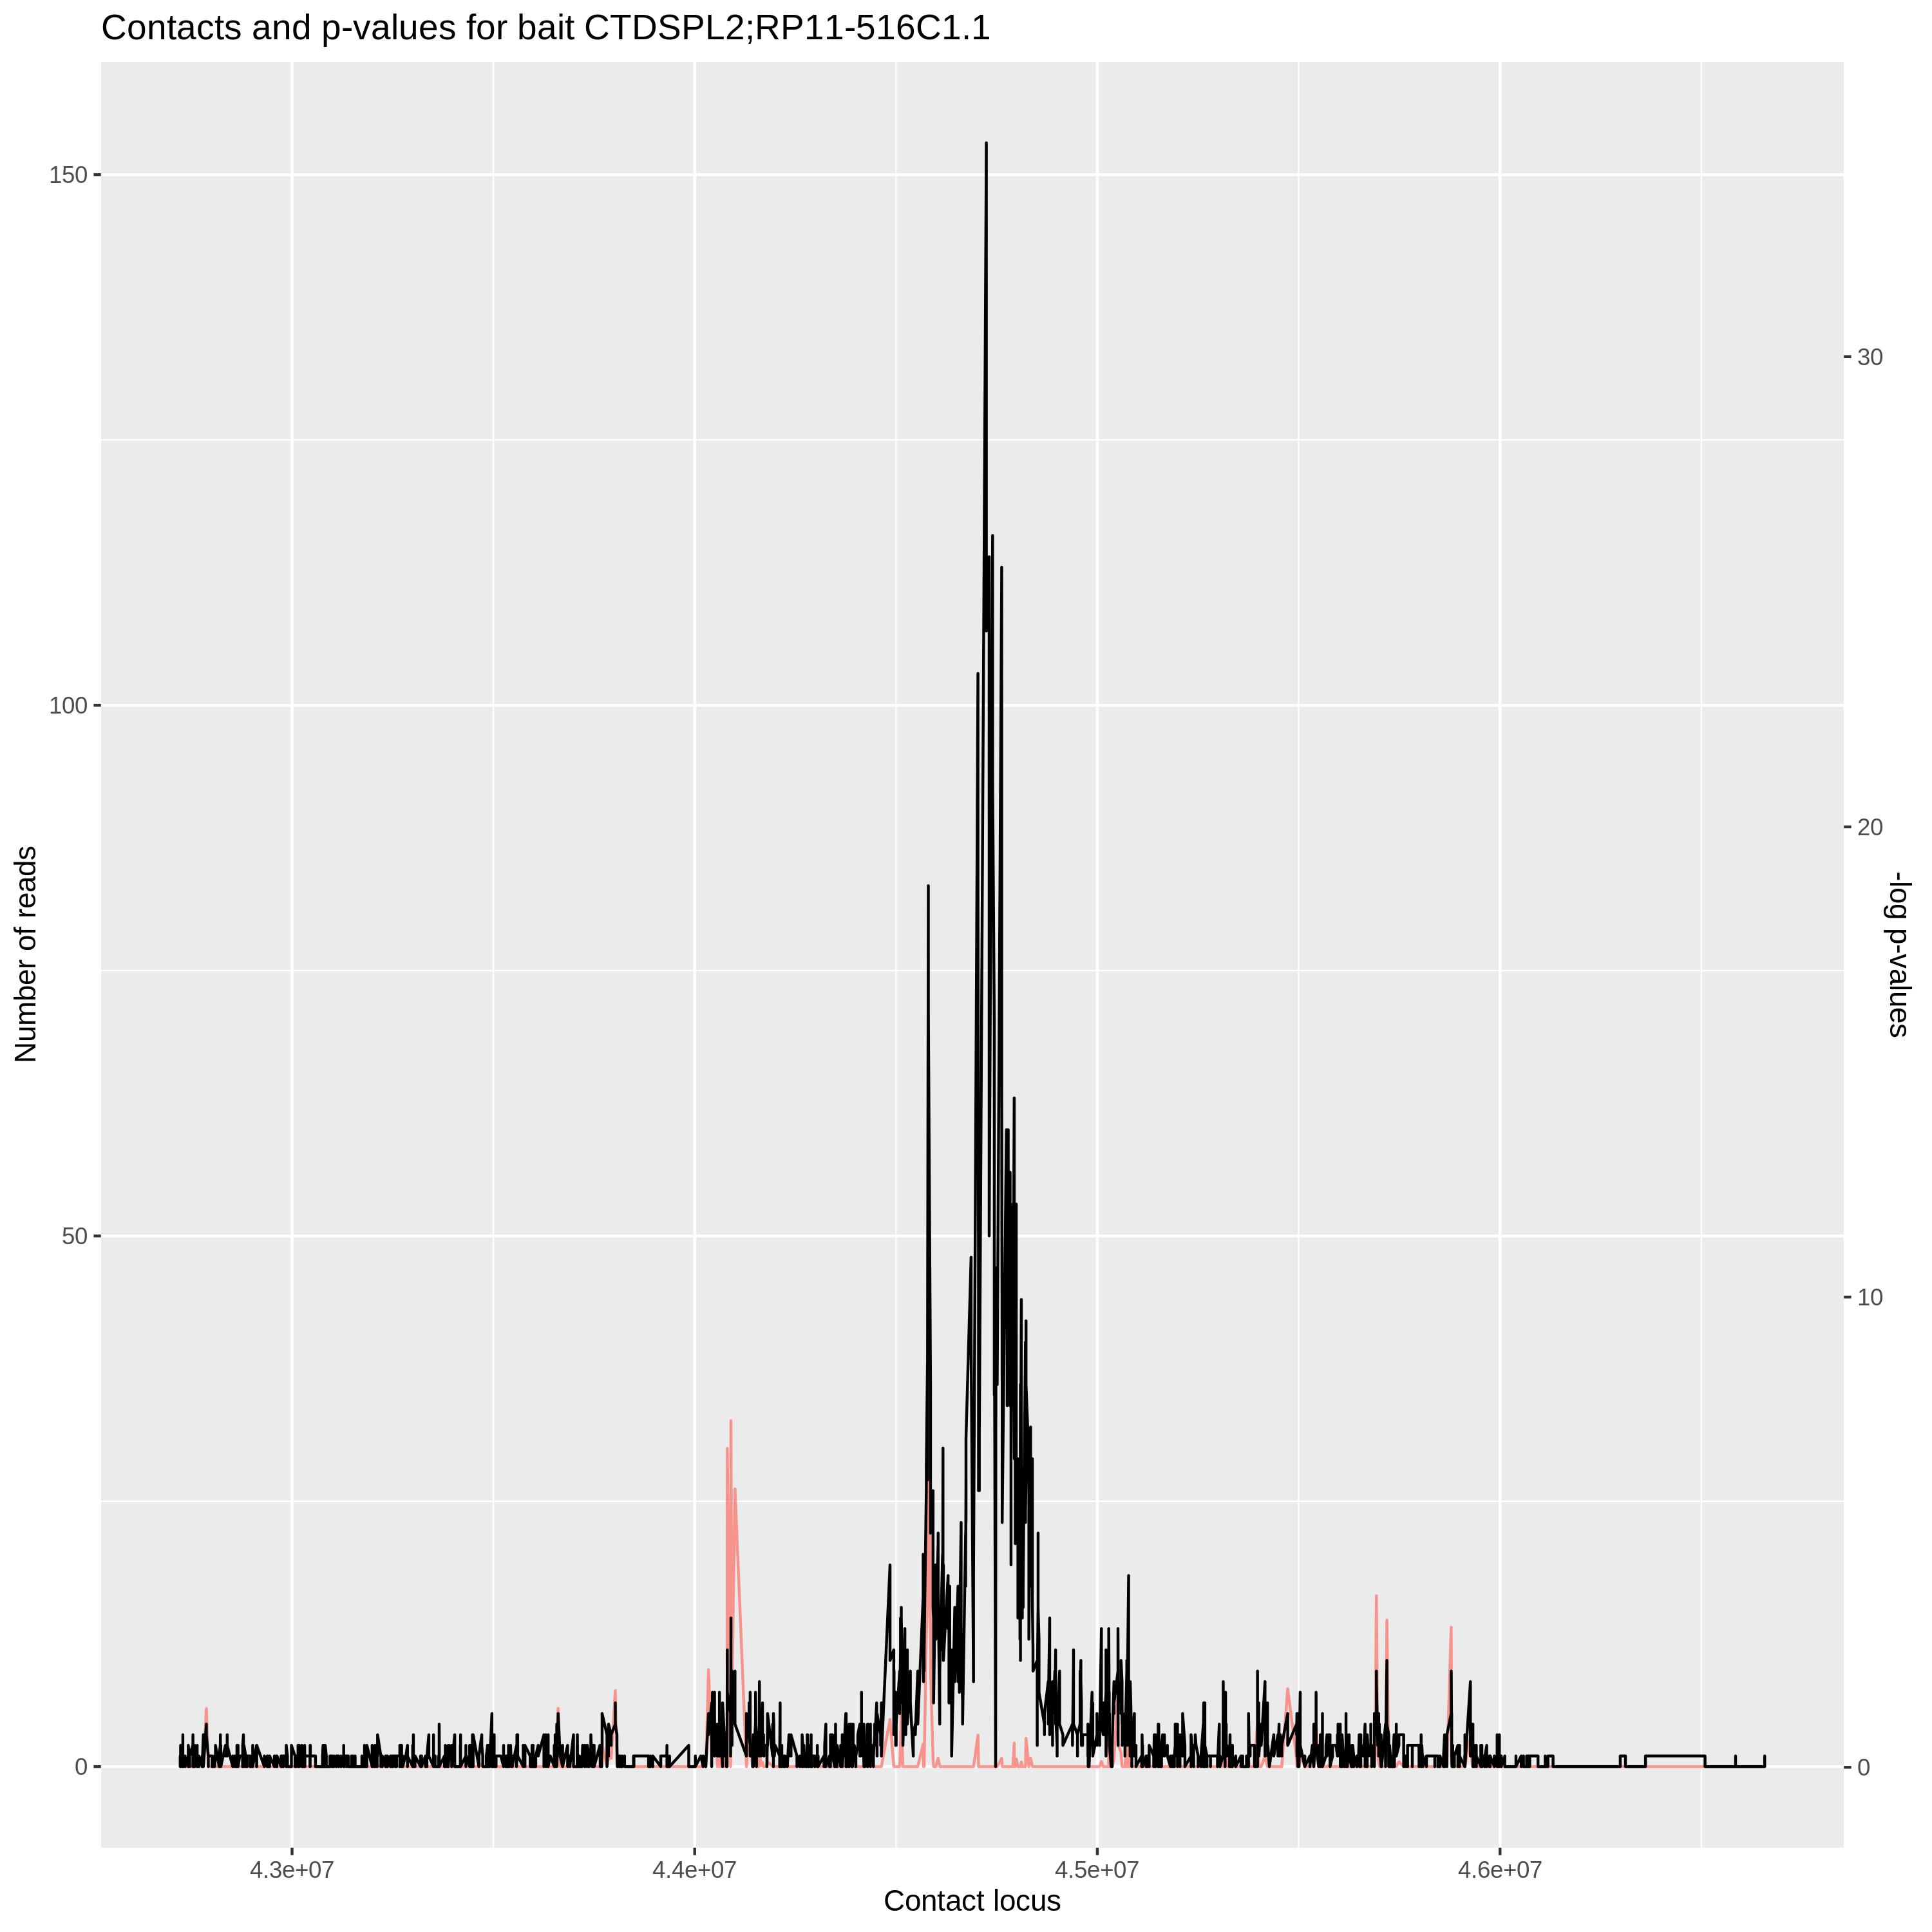 Contacts and p-values for bait CTDSPL2;RP11-516C1.1
150
100
50
0
Number of reads
30
20
10
0
-log p-values
4.3e+07
4.4e+07
4.5e+07
4.6e+07
Contact locus